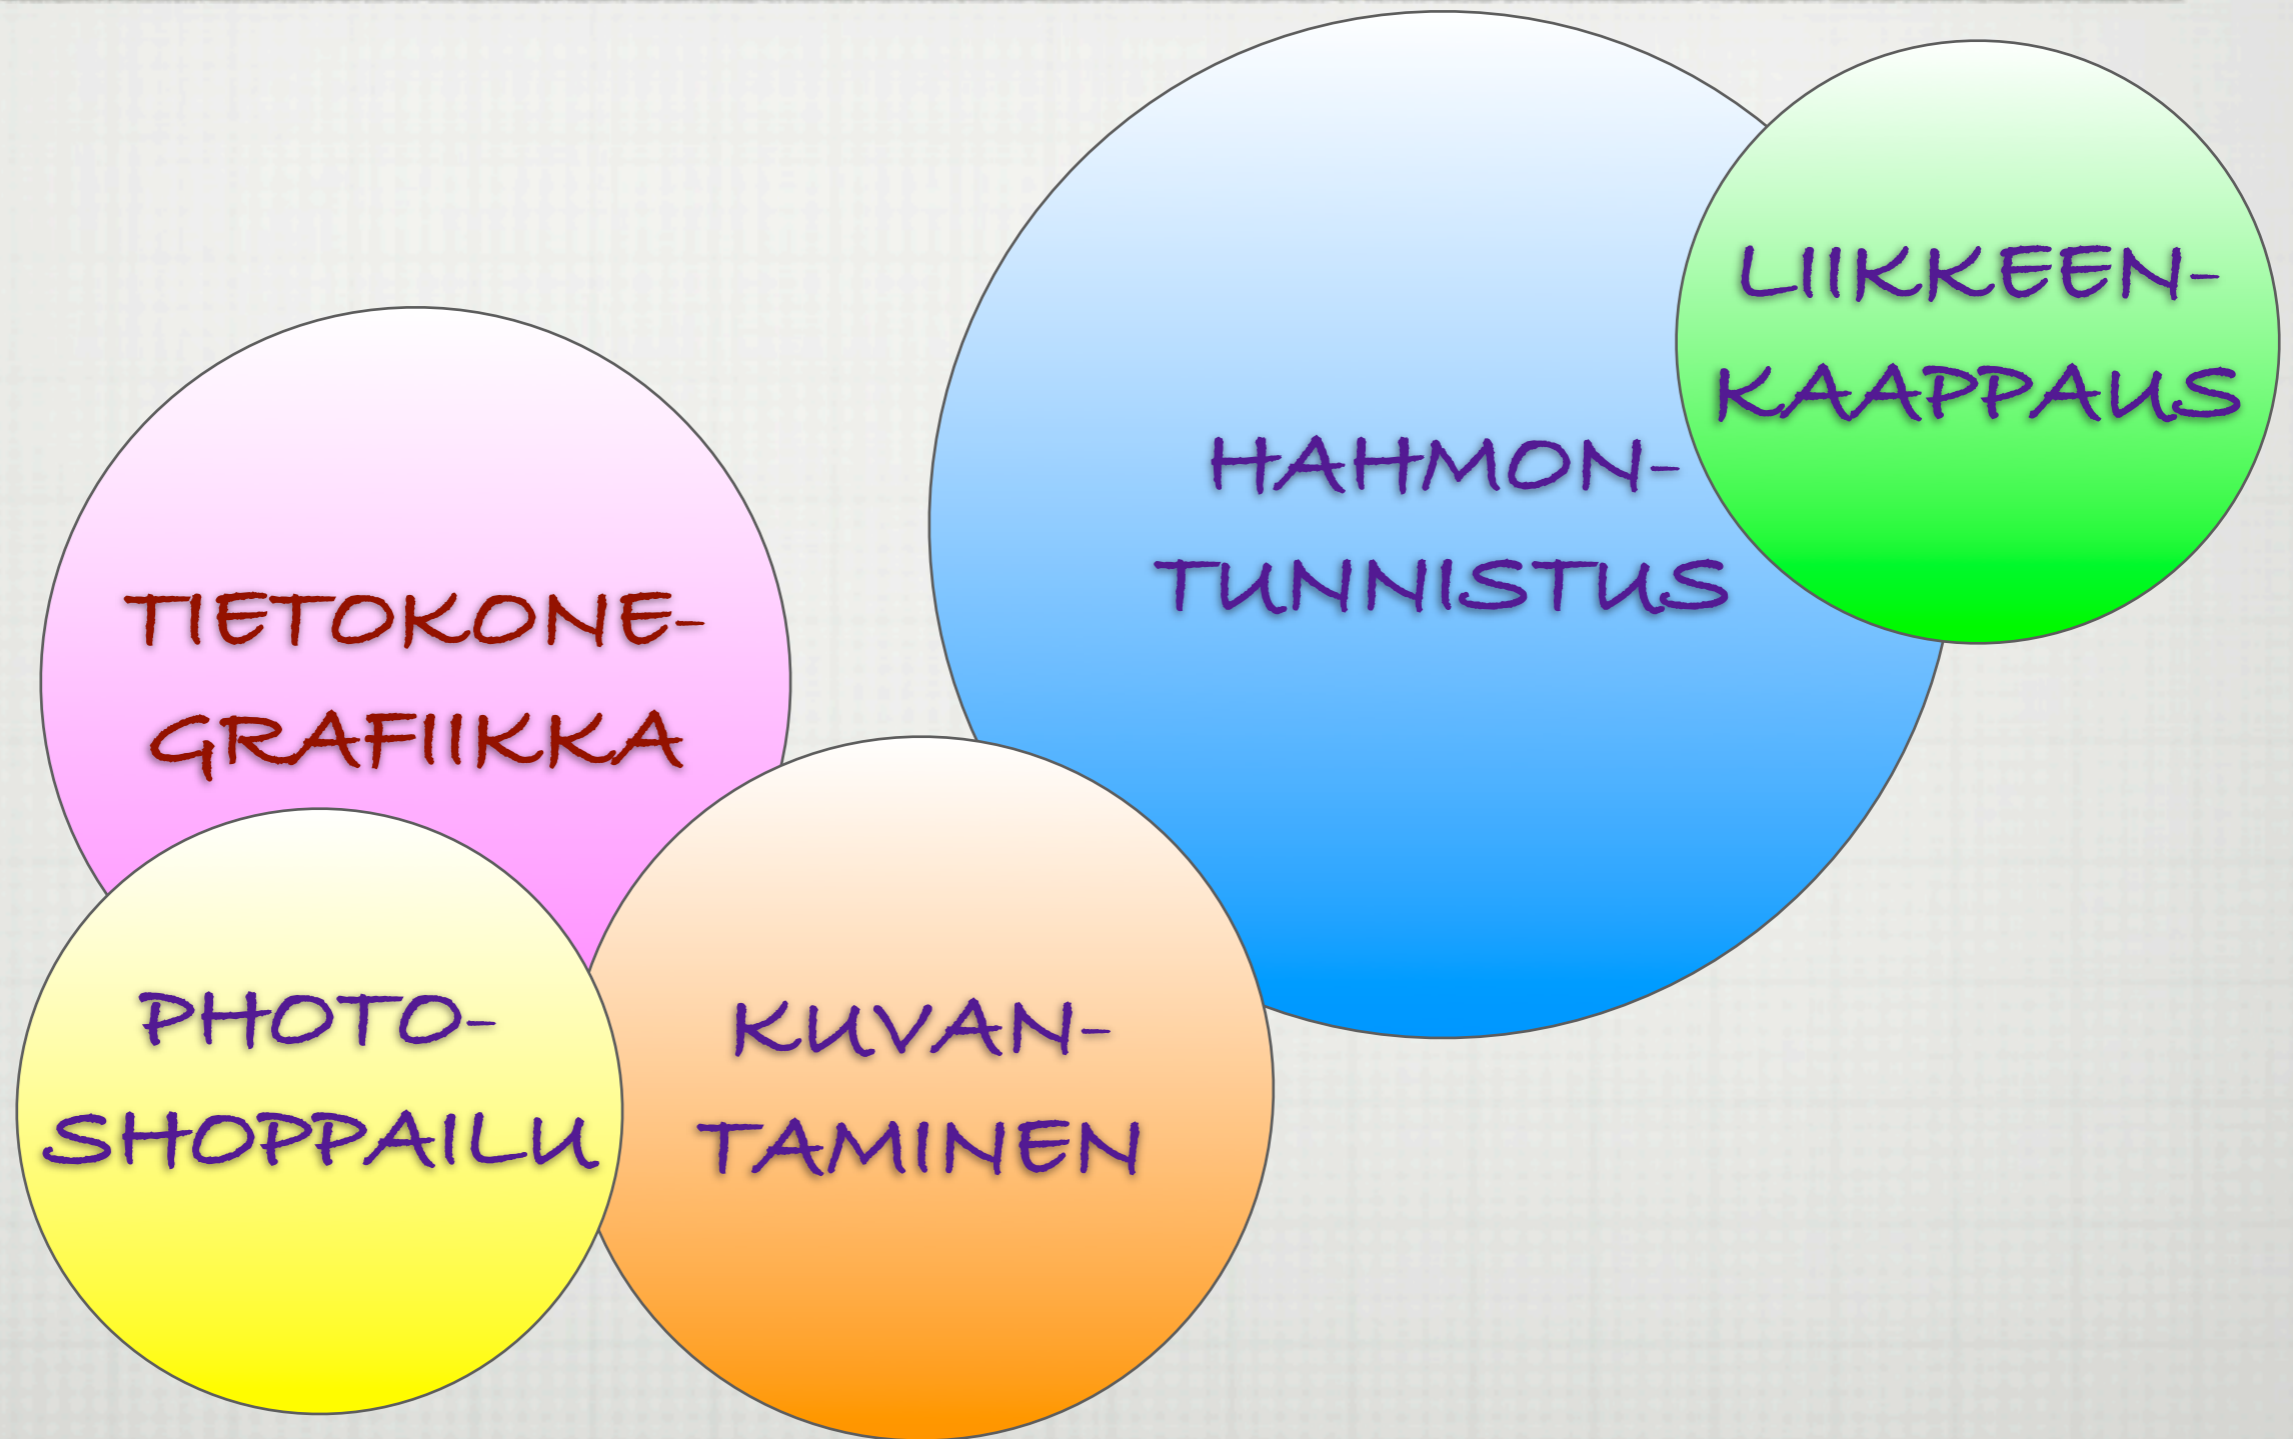 TIETOKONE-
GRAFIIKKA
PHOTO-
SHOPPAILU
KUVAN-
TAMINEN
HAHMON-
TUNNISTUS
LIIKKEEN-
KAAPPAUS